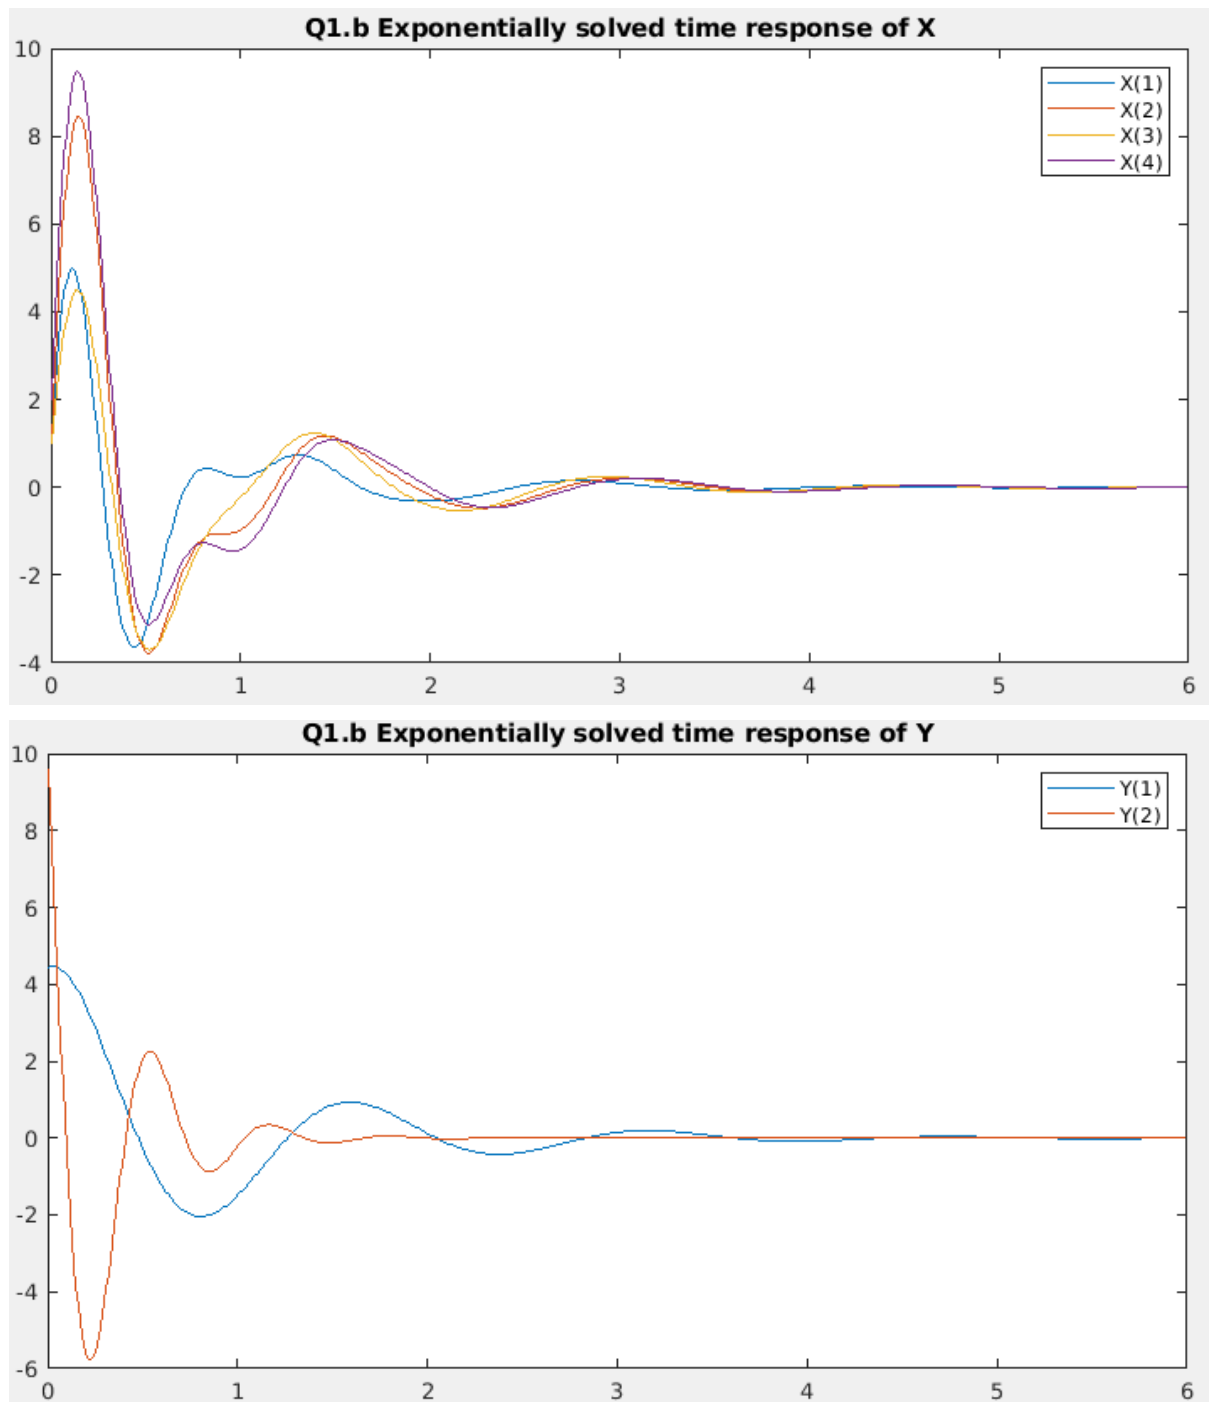 Q1.b Exponentially solved time response of X
10
8
6
4
2
0
-2
-4
0 1 2 3 4 5 6
X(1)
X(2)
X(3)
X(4)
Q1.b Exponentially solved time response of Y
10
8
6
4
2
0
-2
-4
-6
0 1 2 3 4 5 6
Y(1)
Y(2)